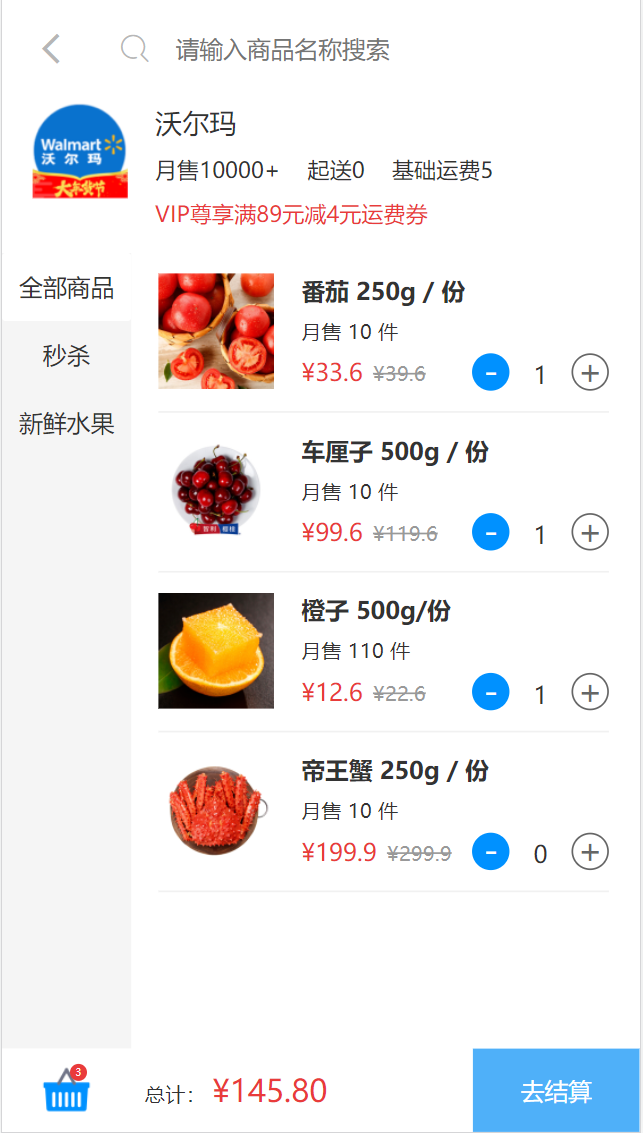 请输入商品名称搜索
Walmart
沃尔玛
大年货节
沃尔玛
月售10000+ 起送0 基础运费5
VIP尊享满89元减4元运费券
全部商品
秒杀
新鲜水果
番茄 250g / 份
月售 10 件
¥33.6 ¥39.6 - 1 +
车厘子 500g / 份
月售 10 件
¥99.6 ¥119.6 - 1 +
橙子 500g/份
月售 110 件
¥12.6 ¥22.6 - 1 +
帝王蟹 250g / 份
月售 10 件
¥199.9 ¥299.9 - 0 +
3
总计： ¥145.80
去结算